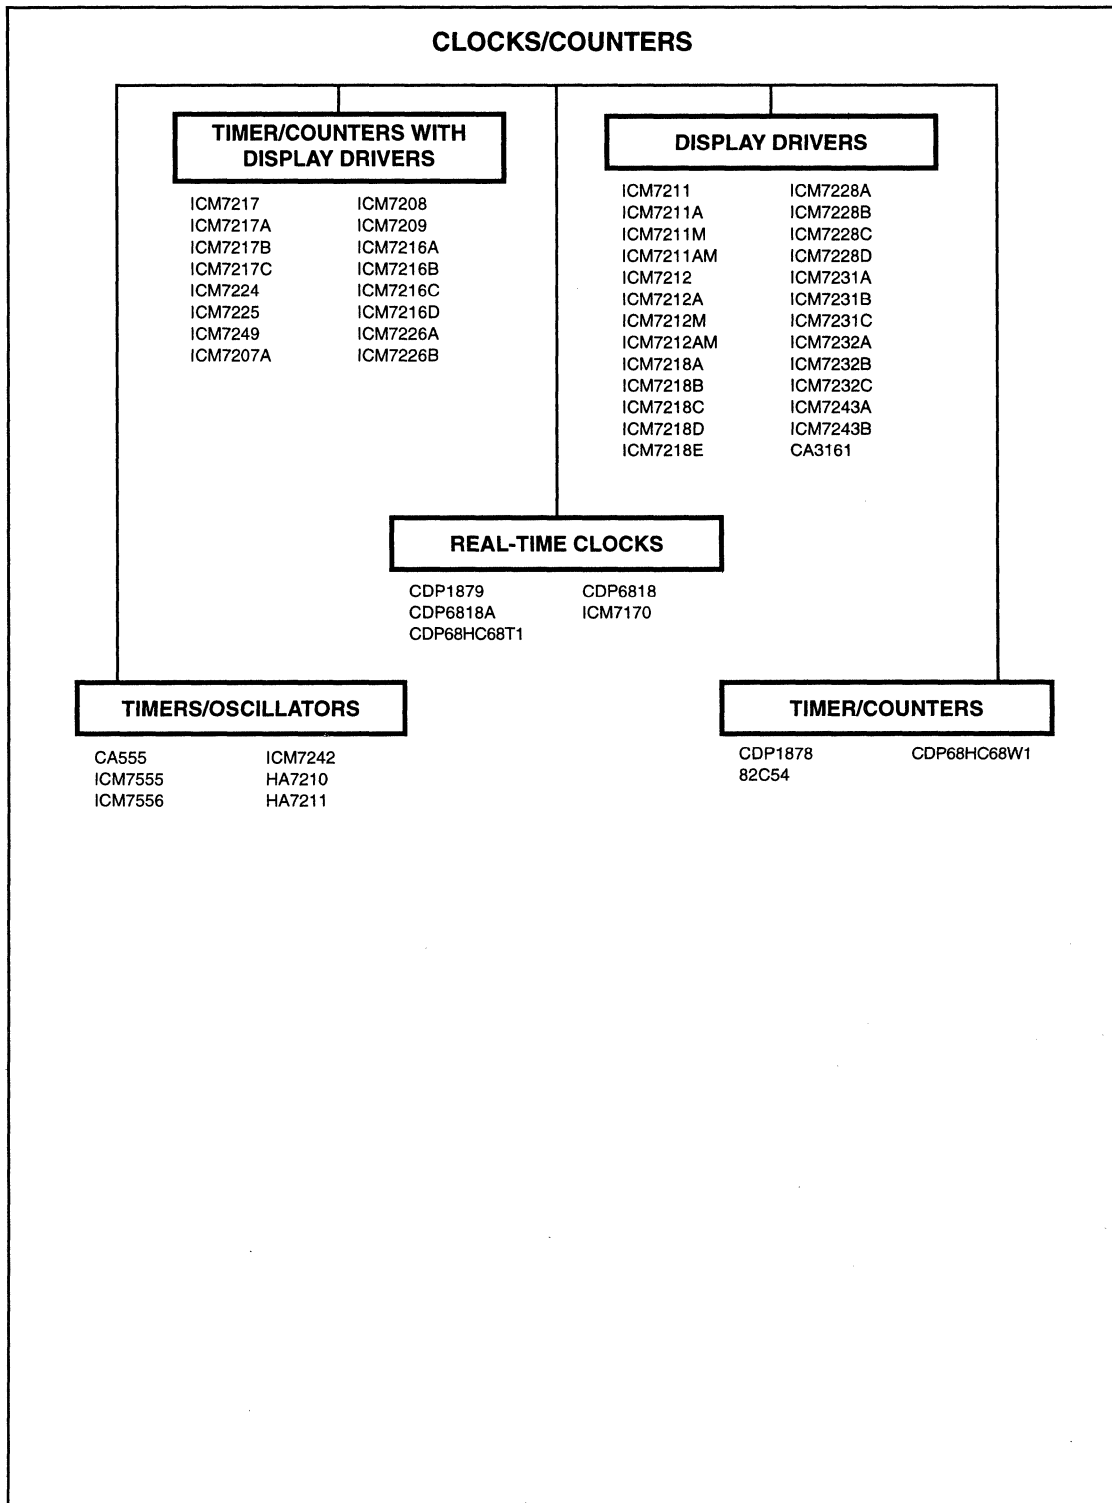 CLOCKS/COUNTERS
TIMER/COUNTERS WITH
DISPLAY DRIVERS
ICM7217 ICM7208
ICM7217A ICM7209
ICM7217B ICM7216A
ICM7217C ICM7216B
ICM7224 ICM7216C
ICM7225 ICM7216D
ICM7249 ICM7226A
ICM7207A ICM7226B
DISPLAY DRIVERS
ICM7211 ICM7228A
ICM7211A ICM7228B
ICM7211M ICM7228C
ICM7211AM ICM7228D
ICM7212 ICM7231A
ICM7212A ICM7231B
ICM7212M ICM7231C
ICM7212AM ICM7232A
ICM7218A ICM7232B
ICM7218B ICM7232C
ICM7218C ICM7243A
ICM7218D ICM7243B
ICM7218E CA3161
REAL-TIME CLOCKS
CDP1879 CDP6818
CDP6818A ICM7170
CDP68HC68T1
TIMERS/OSCILLATORS
CA555 ICM7242
ICM7555 HA7210
ICM7556 HA7211
TIMER/COUNTERS
CDP1878 CDP68HC68W1
82C54